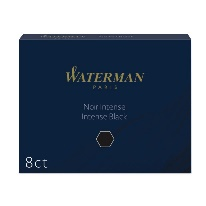 WATERMAN
PARIS
Noir Intense
Intense Black
8ct